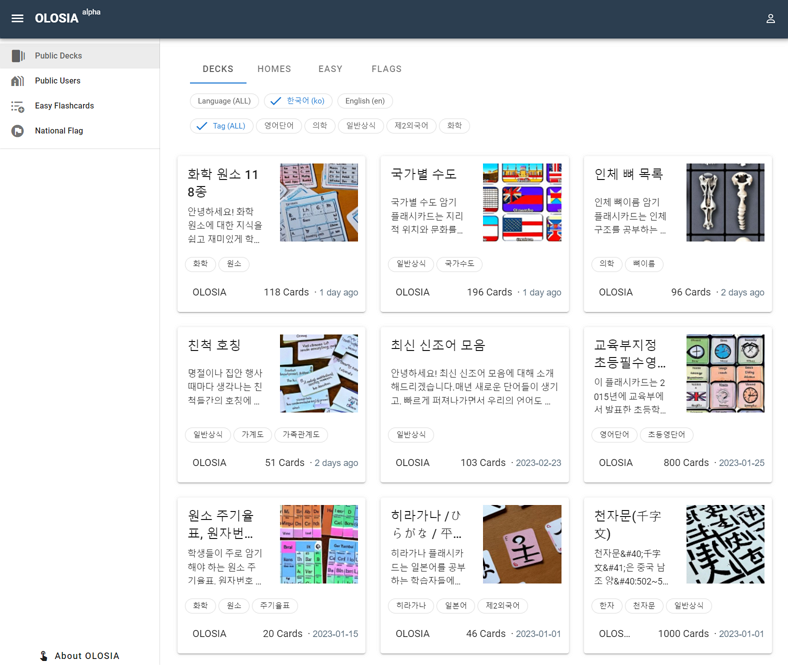 OLOSIA alpha
Public Decks
Public Users
Easy Flashcards
National Flag
About OLOSIA
DECKS HOMES EASY FLAGS
Language (ALL) 한국어 (ko) English (en)
Tag (ALL) 영어단어 의학 일반상식 제2외국어 화학
화학 원소 11
8종
안녕하세요! 화학
원소에 대한 지식을
쉽고 재미있게 학...
화학 원소
OLOSIA 118 Cards · 1 day ago
국가별 수도
국가별 수도 암기
플래시카드는 지리
적 위치와 문화를...
일반상식 국가수도
OLOSIA 196 Cards · 1 day ago
인체 뼈 목록
인체 뼈이름 암기
플래시카드는 인체
구조를 공부하는 ...
의학 뼈이름
OLOSIA 96 Cards · 2 days ago
친척 호칭
명절이나 집안 행사
때마다 생각나는 친
척들간의 호칭에 ...
일반상식 가계도 가족관계도
OLOSIA 51 Cards · 2 days ago
최신 신조어 모음
안녕하세요! 최신 신조어 모음에 대해 소개
해드리겠습니다.매년 새로운 단어들이 생기
고, 빠르게 퍼져나가면서 우리의 언어도 ...
일반상식
OLOSIA 103 Cards · 2023-02-23
교육부지정
초등필수영...
이 플래시카드는 2
015년에 교육부에
서 발표한 초등학...
영어단어 초등영단어
OLOSIA 800 Cards · 2023-01-25
원소 주기율
표, 원자번...
학생들이 주로 암기
해야 하는 원소 주
기율표, 원자번호 ...
화학 원소 주기율표
OLOSIA 20 Cards · 2023-01-15
히라가나 /ひ
らがな / 平...
히라가나 플래시카
드는 일본어를 공부
하는 학습자들에...
히라가나 일본어 제2외국어
OLOSIA 46 Cards · 2023-01-01
천자문(千字
文)
천자문&#40;千字
文&#41;은 중국 남
조 양&#40;502~5...
한자 천자문 일반상식
OLOS... 1000 Cards · 2023-01-01